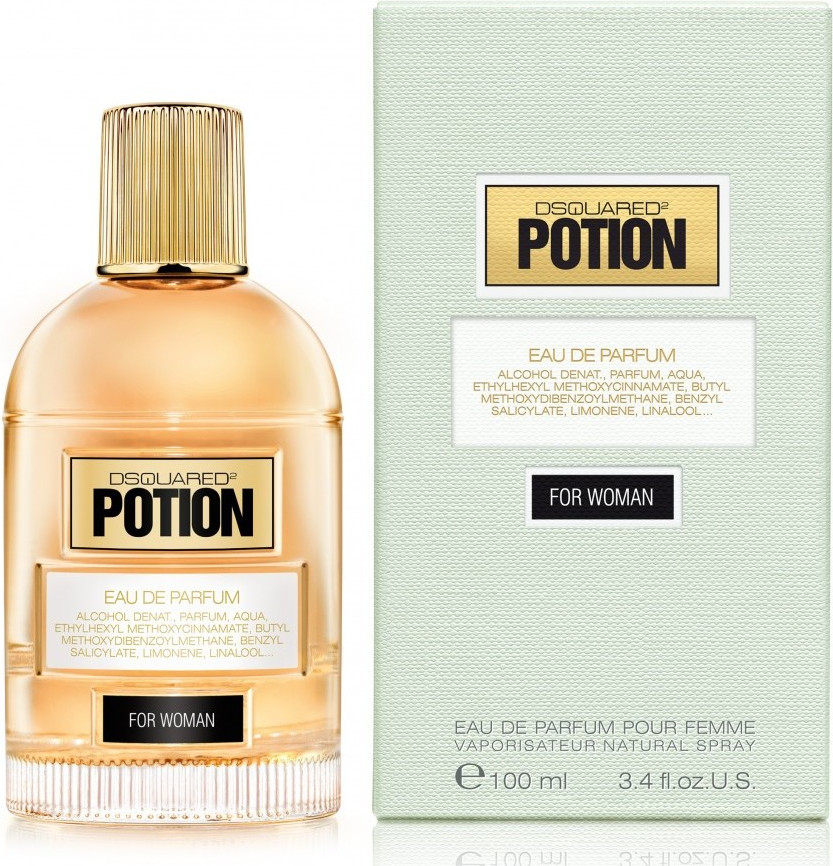 DSQUARED²
POTION
EAU DE PARFUM
ALCOHOL DENAT., PARFUM, AQUA,
ETHYLHEXYL METHOXYCINNAMATE, BUTYL
METHOXYDIBENZOYLMETHANE, BENZYL
SALICYLATE, LIMONENE, LINALOOL...
FOR WOMAN
DSQUARED²
POTION
EAU DE PARFUM
ALCOHOL DENAT., PARFUM, AQUA,
ETHYLHEXYL METHOXYCINNAMATE, BUTYL
METHOXYDIBENZOYLMETHANE, BENZYL
SALICYLATE, LIMONENE, LINALOOL...
FOR WOMAN
EAU DE PARFUM POUR FEMME
VAPORISATEUR NATURAL SPRAY
℮100 ml 3.4 fl.oz.U.S.